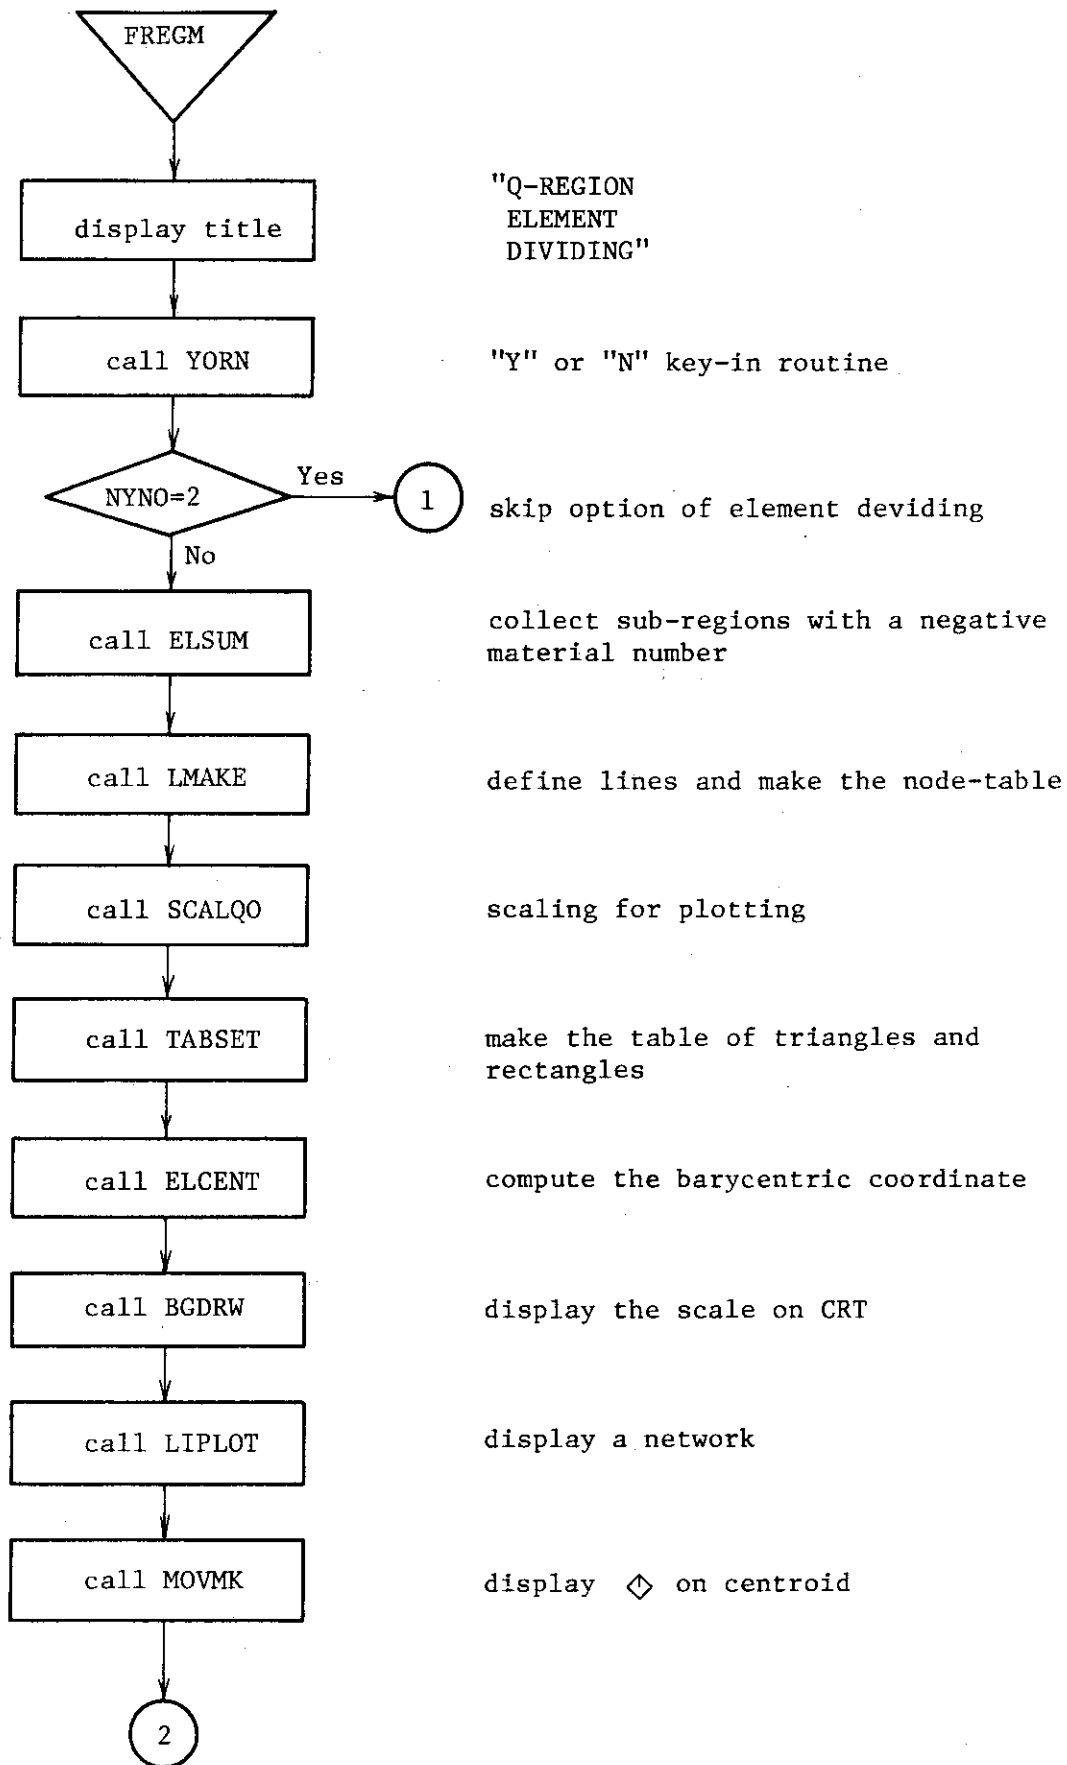 FREGM
display title
"Q-REGION
ELEMENT
DIVIDING"
call YORN
"Y" or "N" key-in routine
NYNO=2
Yes
1
skip option of element deviding
No
call ELSUM
collect sub-regions with a negative
material number
call LMAKE
define lines and make the node-table
call SCALQO
scaling for plotting
call TABSET
make the table of triangles and
rectangles
call ELCENT
compute the barycentric coordinate
call BGDRW
display the scale on CRT
call LIPLOT
display a network
call MOVMK
display on centroid
2